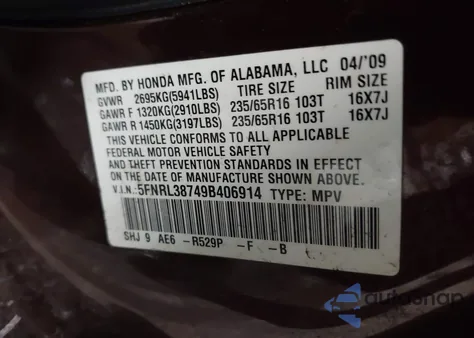 MFD. BY HONDA MFG. OF ALABAMA, LLC 04/'09
GVWR 2695KG(5941LBS) TIRE SIZE RIM SIZE
GAWR F 1320KG(2910LBS) 235/65R16 103T 16X7J
GAWR R 1450KG(3197LBS) 235/65R16 103T 16X7J
THIS VEHICLE CONFORMS TO ALL APPLICABLE
FEDERAL MOTOR VEHICLE SAFETY
AND THEFT PREVENTION STANDARDS IN EFFECT
ON THE DATE OF MANUFACTURE SHOWN ABOVE.
V.I.N.:5FNRL38749B406914 TYPE: MPV
SHJ 9 AE6 -R529P -F -B
autosnap